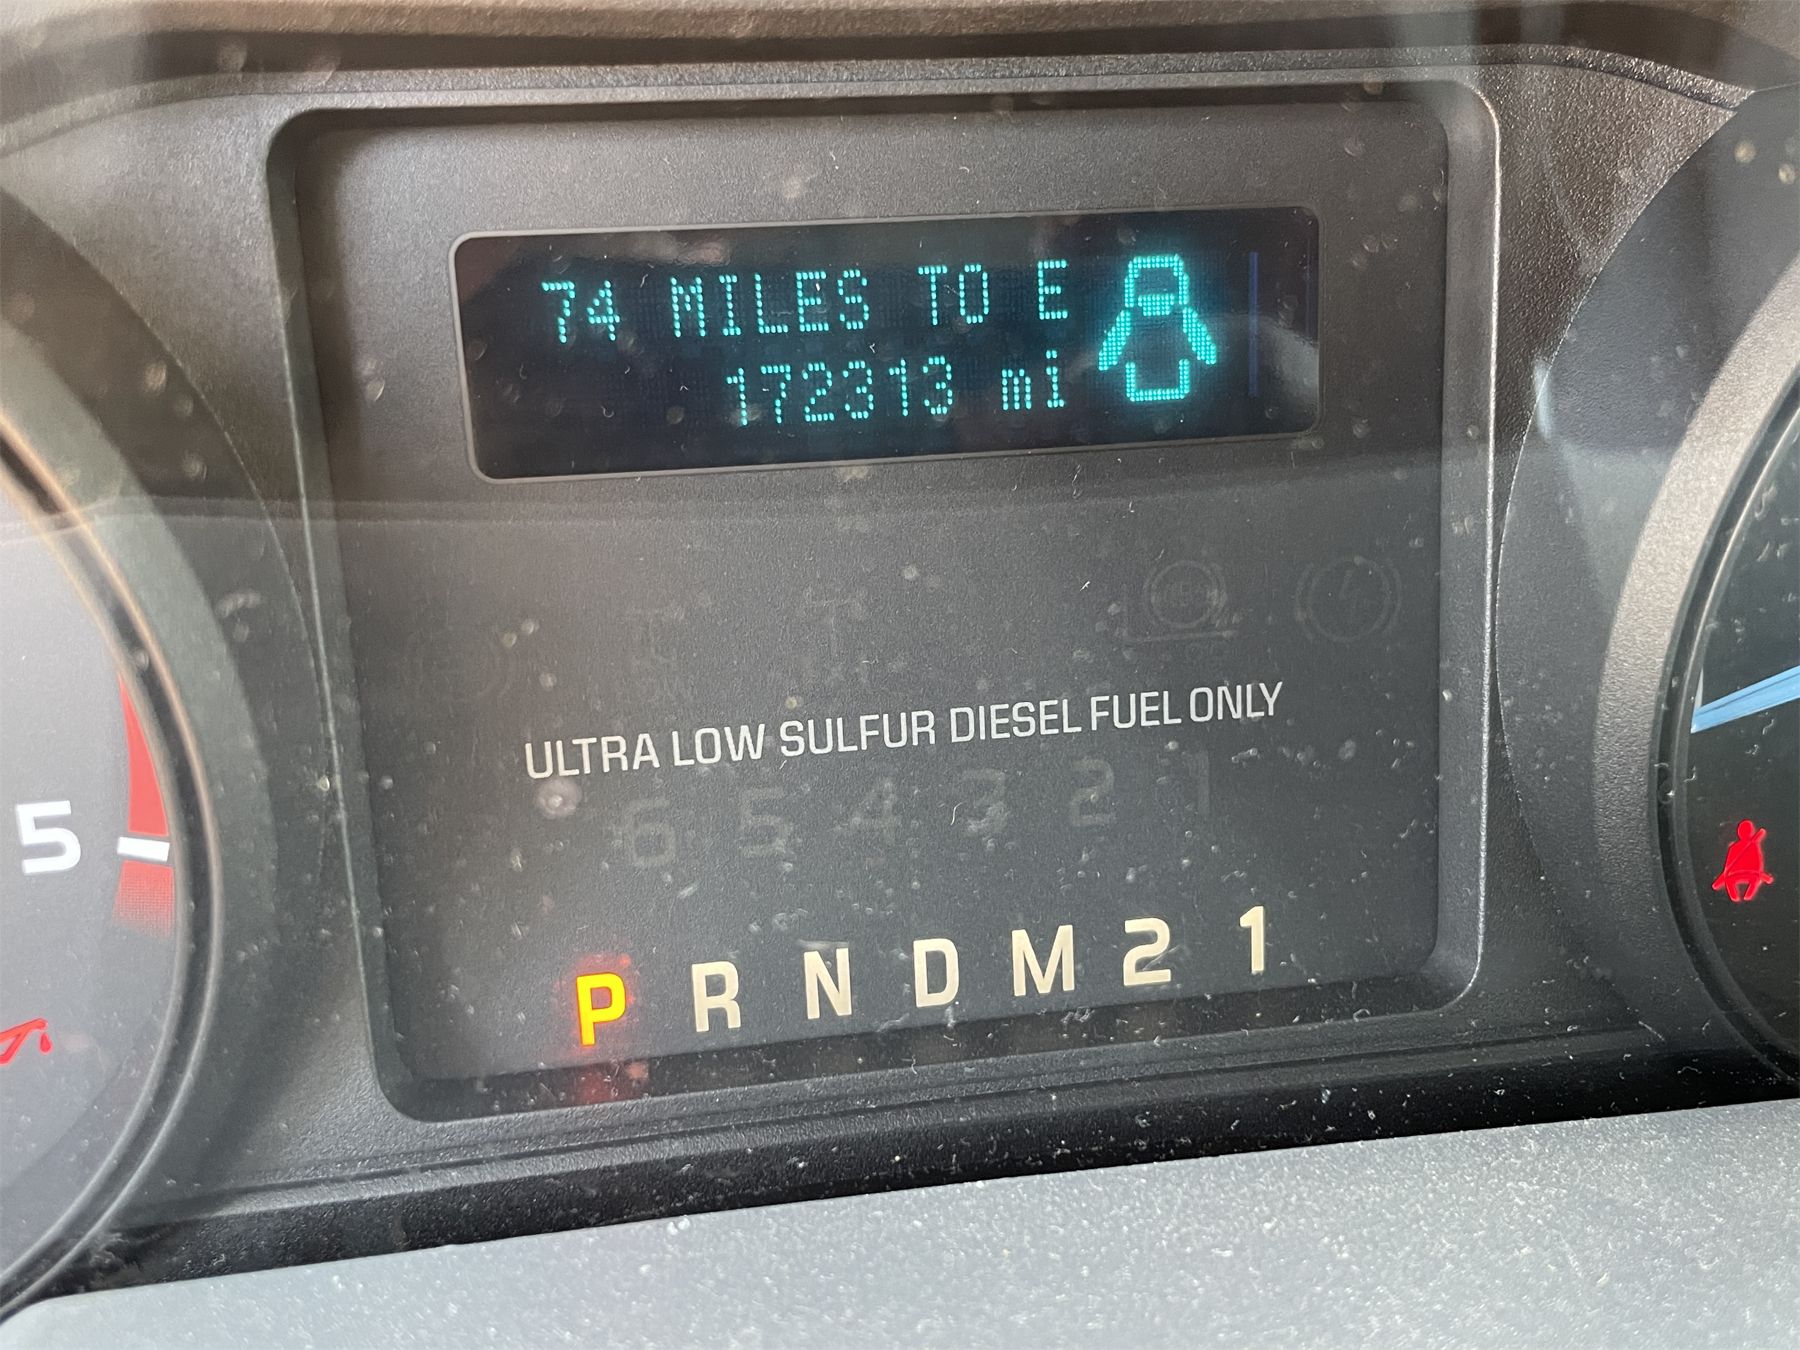 74 MILES TO E
172313 mi
ULTRA LOW SULFUR DIESEL FUEL ONLY
6 5 4 3 2 1
5
P R N D M 2 1